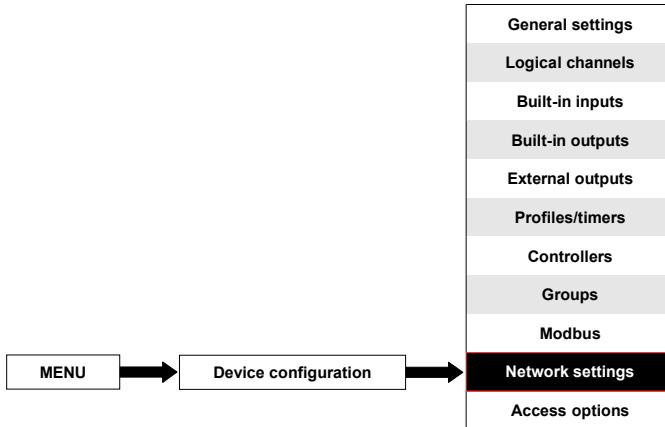 General settings
Logical channels
Built-in inputs
Built-in outputs
External outputs
Profiles/timers
Controllers
Groups
Modbus
MENU
Device configuration
Network settings
Access options